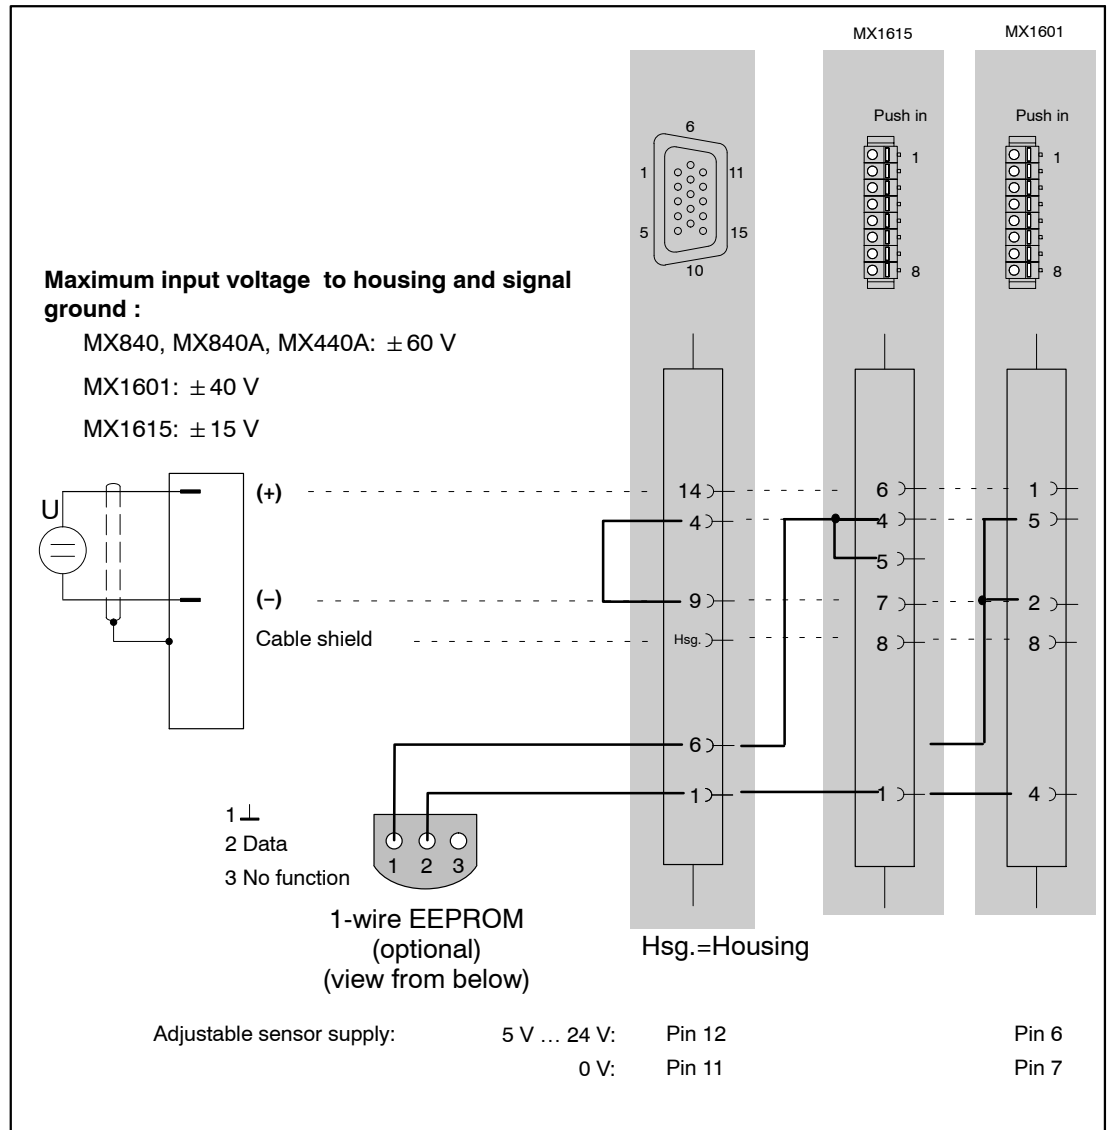 MX1615
MX1601
Push in
Push in
6
1
11
5
15
10
1
8
1
8
Maximum input voltage to housing and signal
ground :
MX840, MX840A, MX440A: ± 60 V
MX1601: ± 40 V
MX1615: ± 15 V
U
(+)
14
6
1
4
4
5
5
(–)
9
7
2
Cable shield
Hsg.
8
8
6
1
1
4
1 ⊥
2 Data
3 No function
1 2 3
1-wire EEPROM
(optional)
(view from below)
Hsg.=Housing
Adjustable sensor supply: 5 V … 24 V: Pin 12 Pin 6
0 V: Pin 11 Pin 7